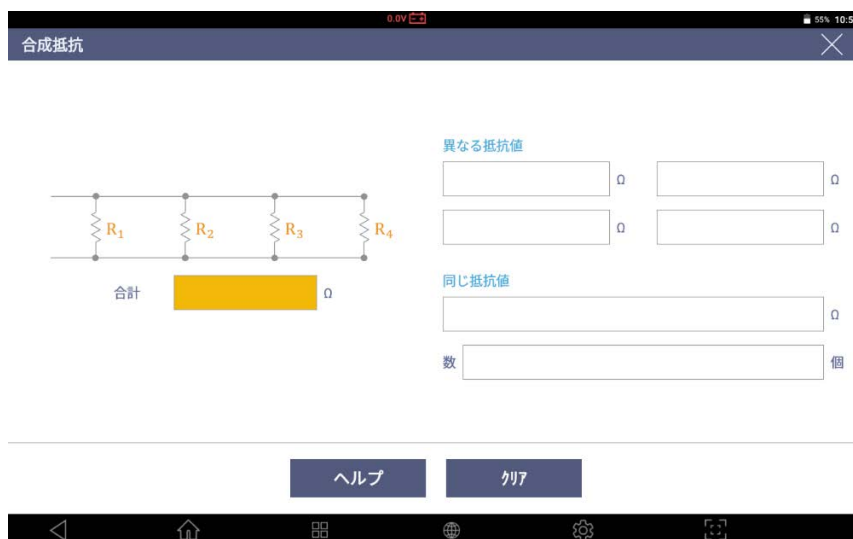 0.0V
55% 10:5
合成抵抗
異なる抵抗値
Ω Ω
R₁ R₂ R₃ R₄
Ω Ω
合計 Ω
同じ抵抗値
Ω
数 個
ヘルプ クリア